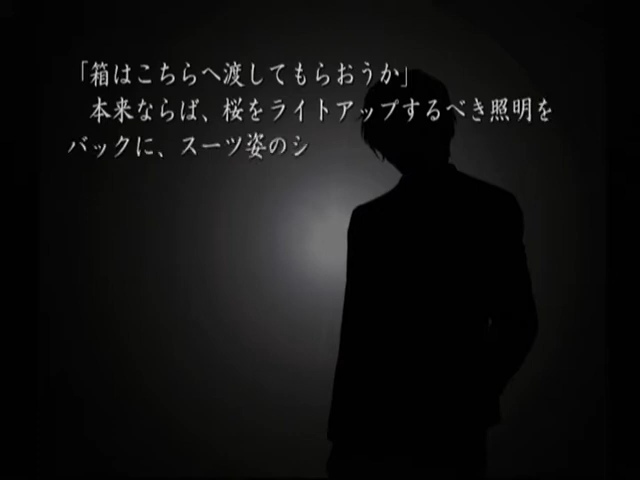 「箱はこちらへ渡してもらおうか」
　本来ならば、桜をライトアップするべき照明を
バックに、スーツ姿のシ